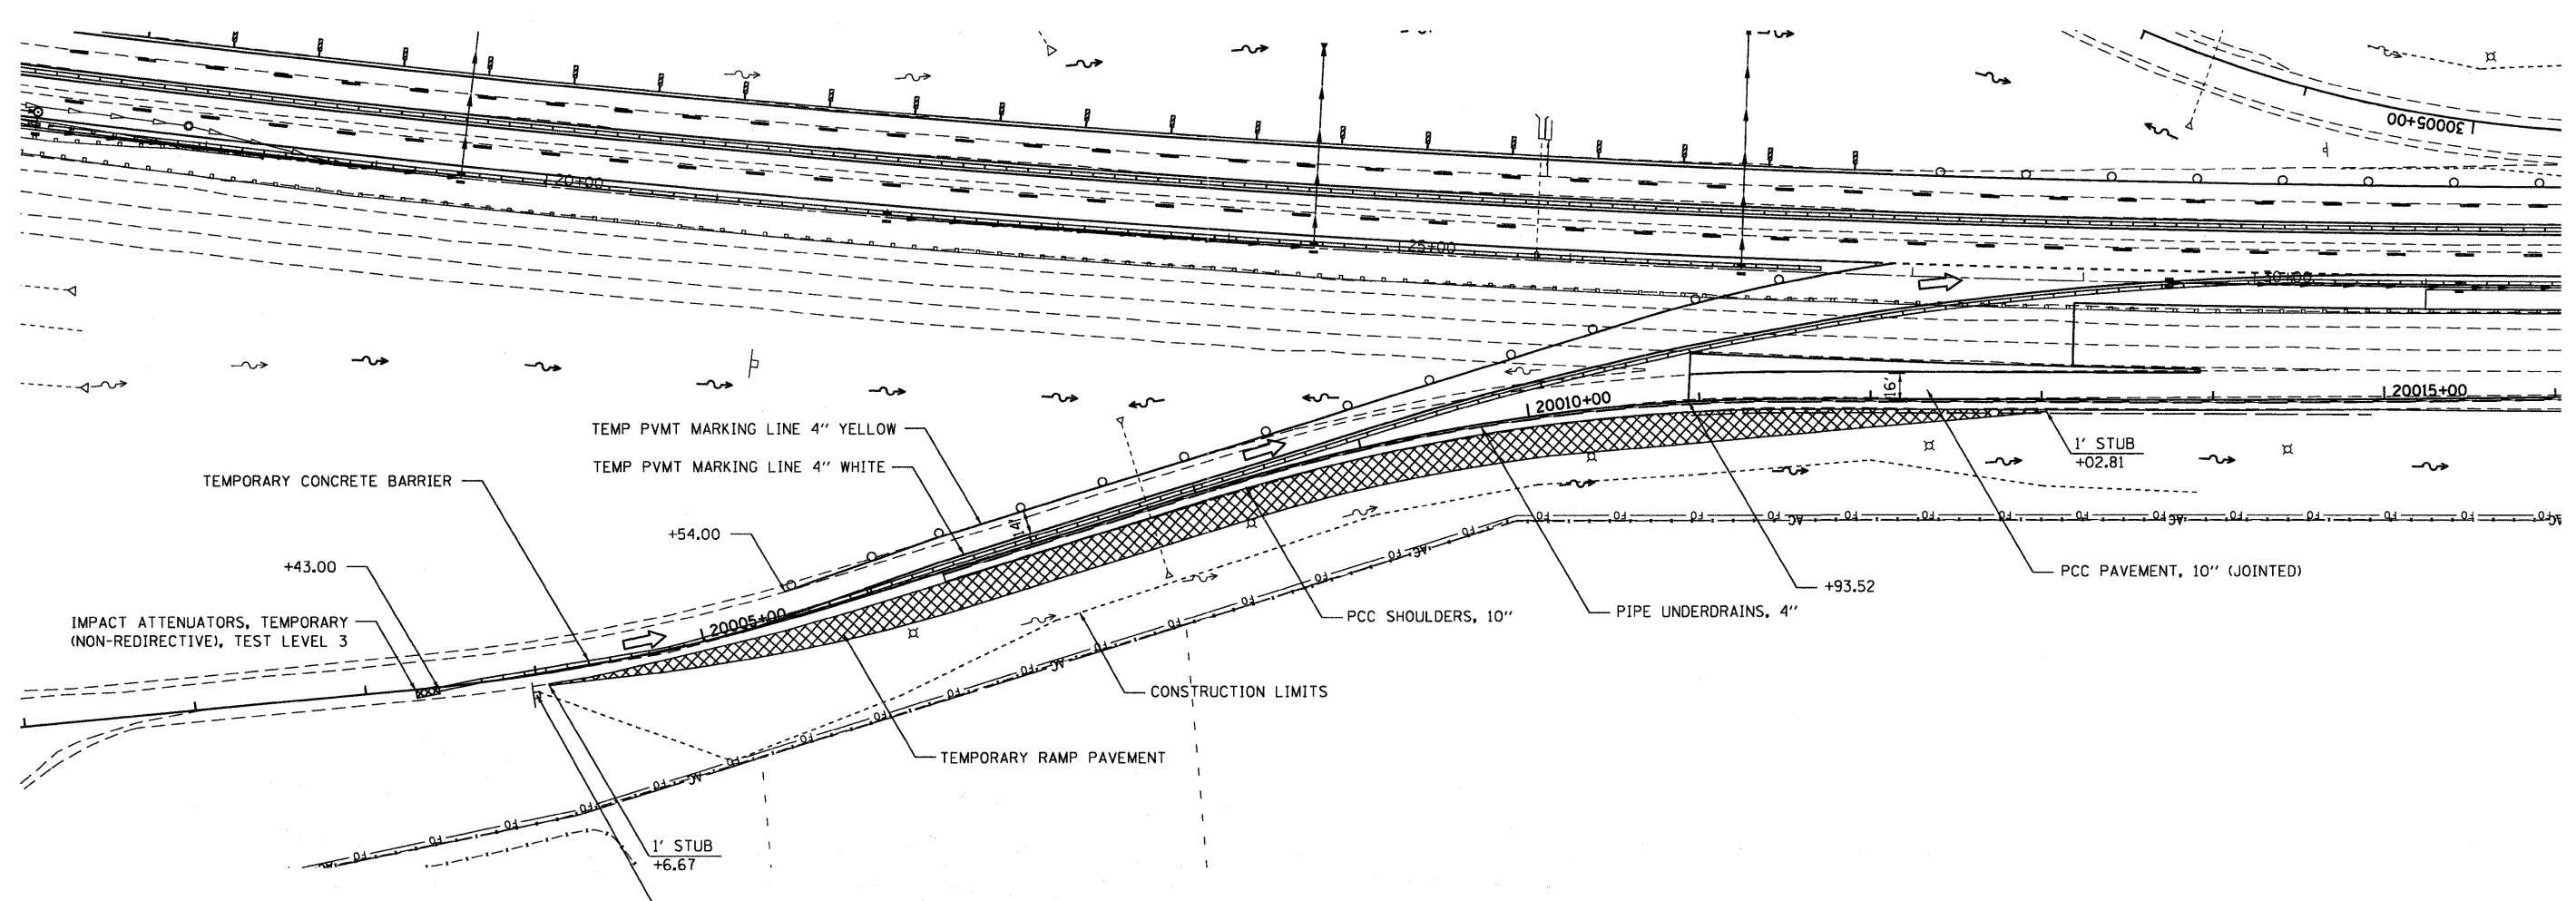 30005+00
20+00
25+00
30+00
16'
20010+00
20015+00
TEMP PVMT MARKING LINE 4" YELLOW
1' STUB
+02.81
TEMP PVMT MARKING LINE 4" WHITE
TEMPORARY CONCRETE BARRIER
14'
+54.00
+43.00
PCC PAVEMENT, 10" (JOINTED)
+93.52
PIPE UNDERDRAINS, 4"
PCC SHOULDERS, 10"
IMPACT ATTENUATORS, TEMPORARY
(NON-REDIRECTIVE), TEST LEVEL 3
20005+00
CONSTRUCTION LIMITS
TEMPORARY RAMP PAVEMENT
1' STUB
+6.67
FO
AC